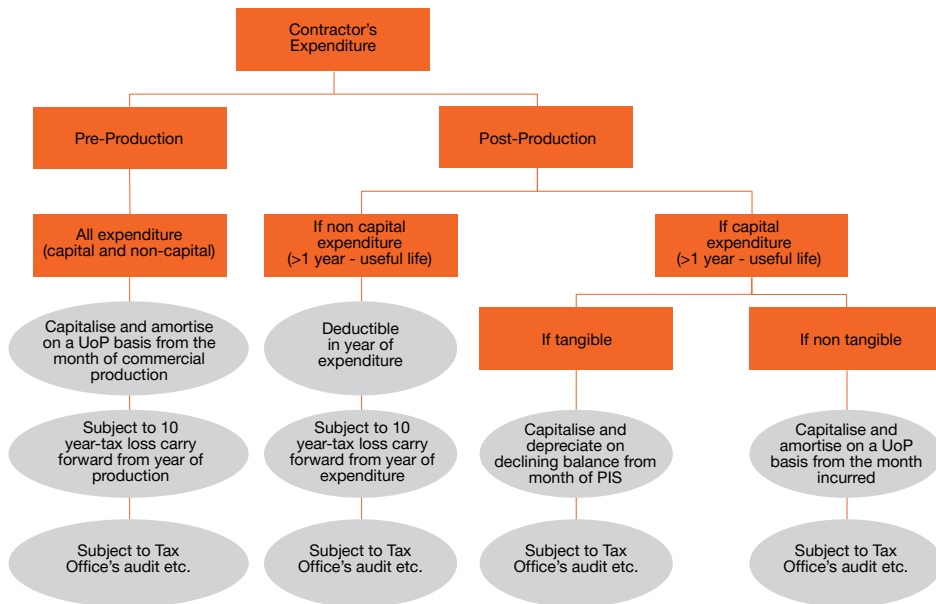 Contractor's
Expenditure
Pre-Production
Post-Production
All expenditure
(capital and non-capital)
If non capital
expenditure
(>1 year - useful life)
If capital
expenditure
(>1 year - useful life)
Capitalise and amortise
on a UoP basis from the
month of commercial
production
Deductible
in year of
expenditure
If tangible
If non tangible
Subject to 10
year-tax loss carry
forward from year of
production
Subject to 10
year-tax loss carry
forward from year of
expenditure
Capitalise and
depreciate on
declining balance from
month of PIS
Capitalise and
amortise on a UoP
basis from the month
incurred
Subject to Tax
Office's audit etc.
Subject to Tax
Office's audit etc.
Subject to Tax
Office's audit etc.
Subject to Tax
Office's audit etc.